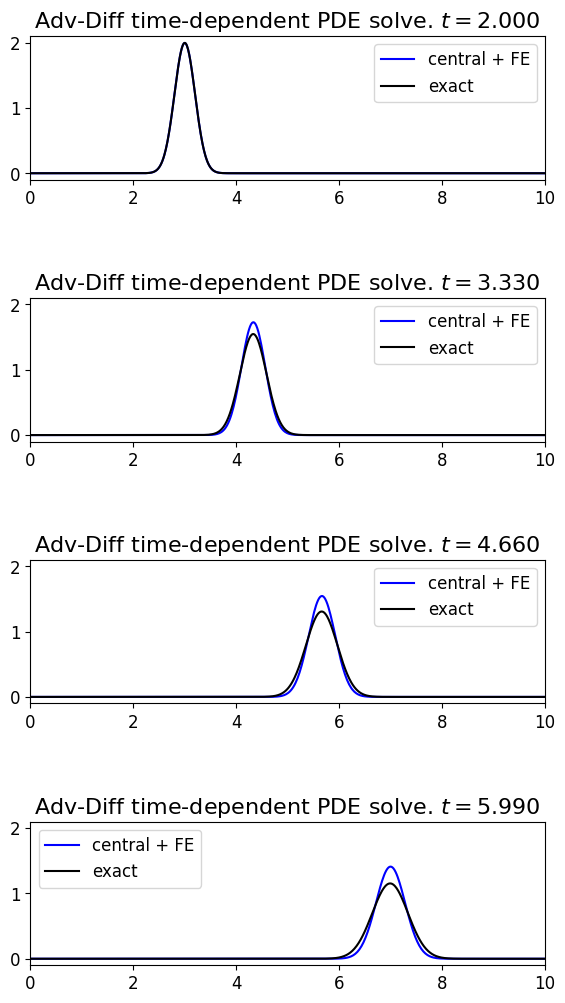 Adv-Diff time-dependent PDE solve. t = 2.000
2
1
0
central + FE
exact
0 2 4 6 8 10
Adv-Diff time-dependent PDE solve. t = 3.330
2
1
0
central + FE
exact
0 2 4 6 8 10
Adv-Diff time-dependent PDE solve. t = 4.660
2
1
0
central + FE
exact
0 2 4 6 8 10
Adv-Diff time-dependent PDE solve. t = 5.990
2
1
0
central + FE
exact
0 2 4 6 8 10